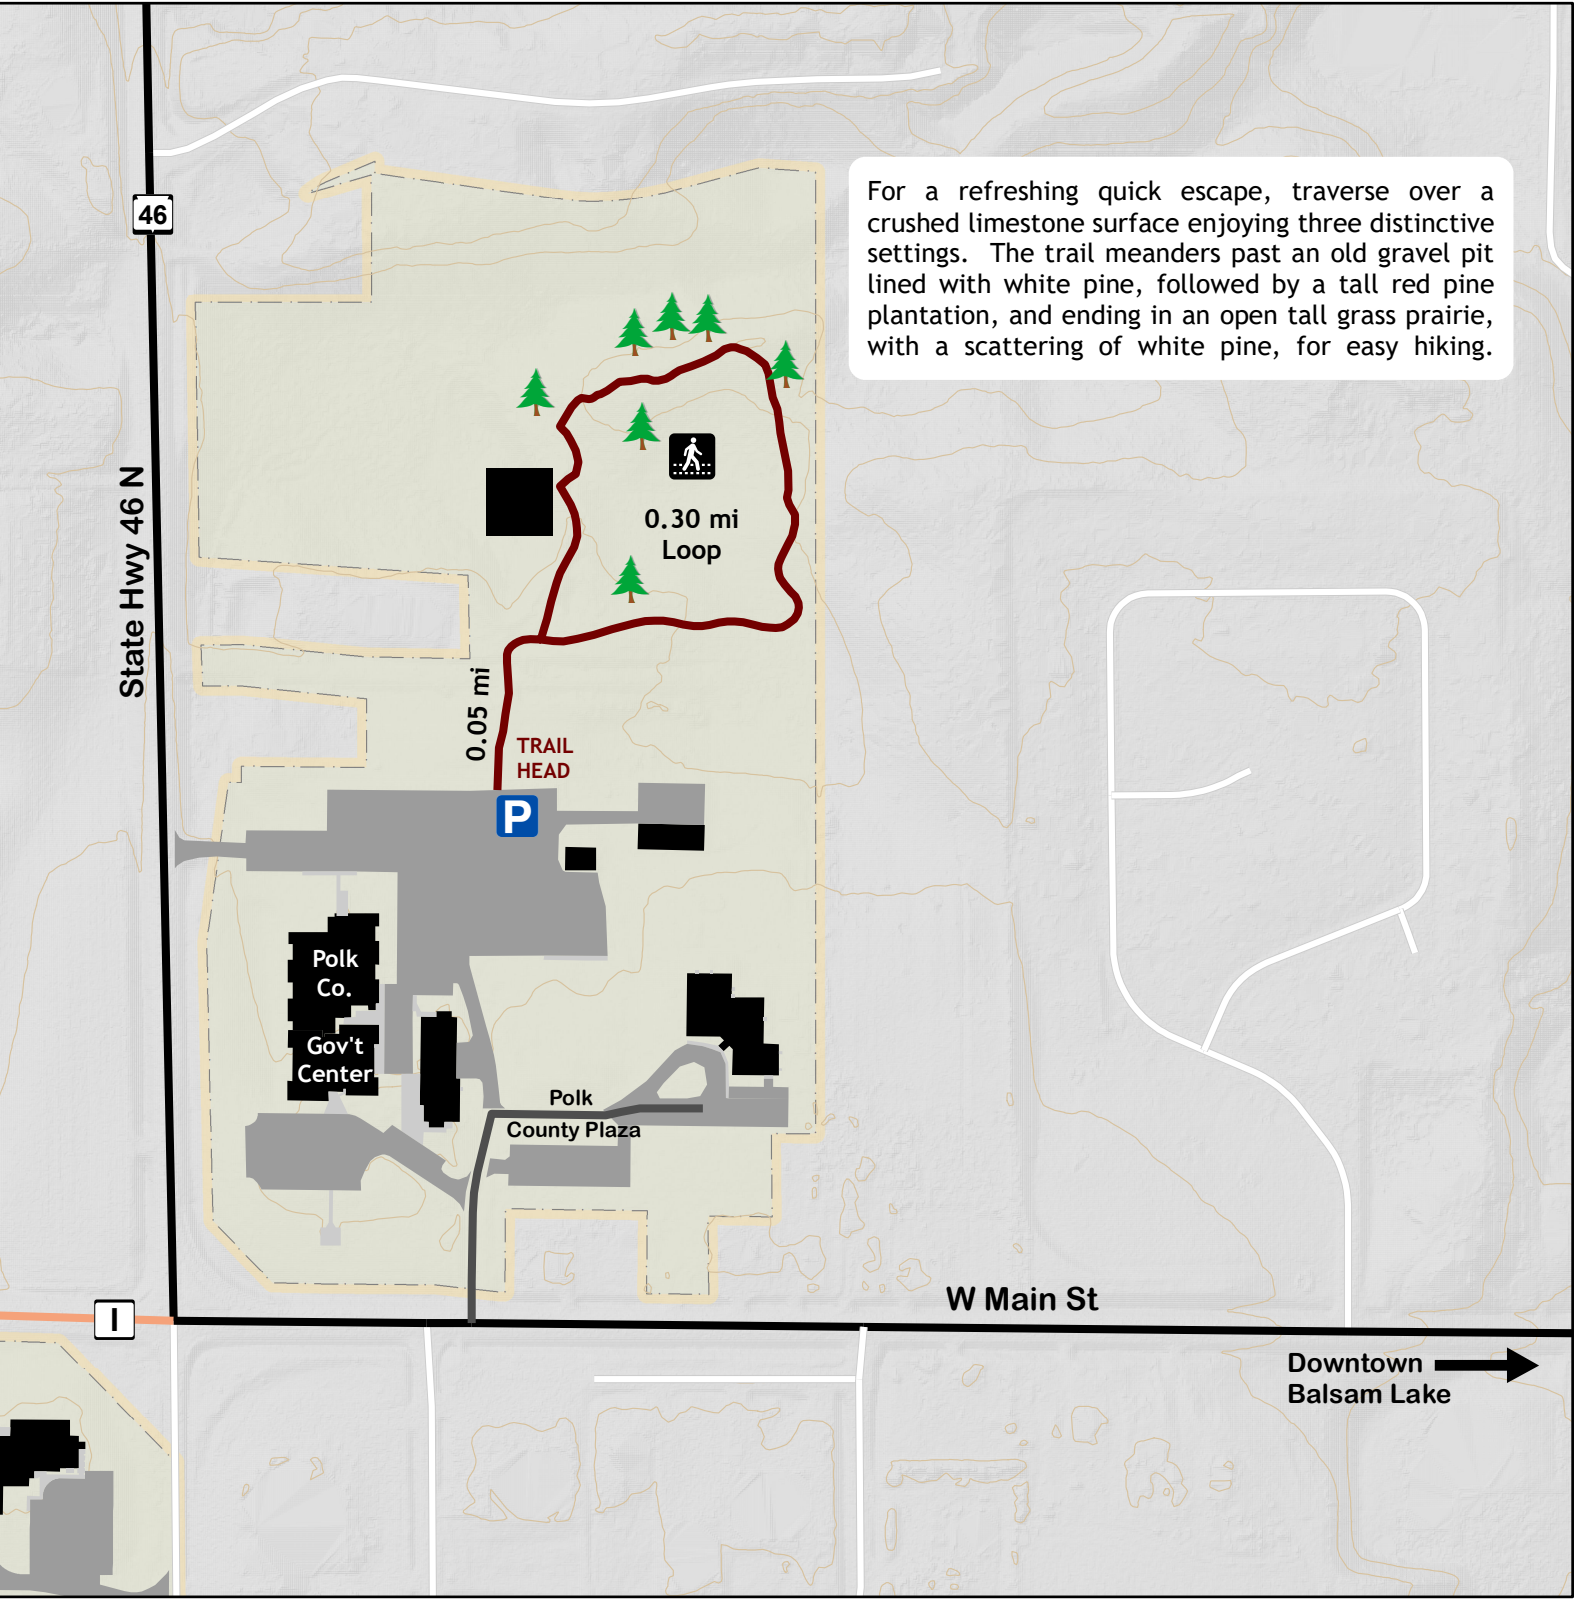 For a refreshing quick escape, traverse over a
crushed limestone surface enjoying three distinctive
settings. The trail meanders past an old gravel pit
lined with white pine, followed by a tall red pine
plantation, and ending in an open tall grass prairie,
with a scattering of white pine, for easy hiking.
46
State Hwy 46 N
0.30 mi
Loop
0.05 mi
TRAIL
HEAD
P
Polk
Co.
Gov't
Center
Polk
County Plaza
W Main St
I
Downtown
Balsam Lake